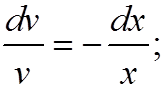 dv/v = −dx/x;